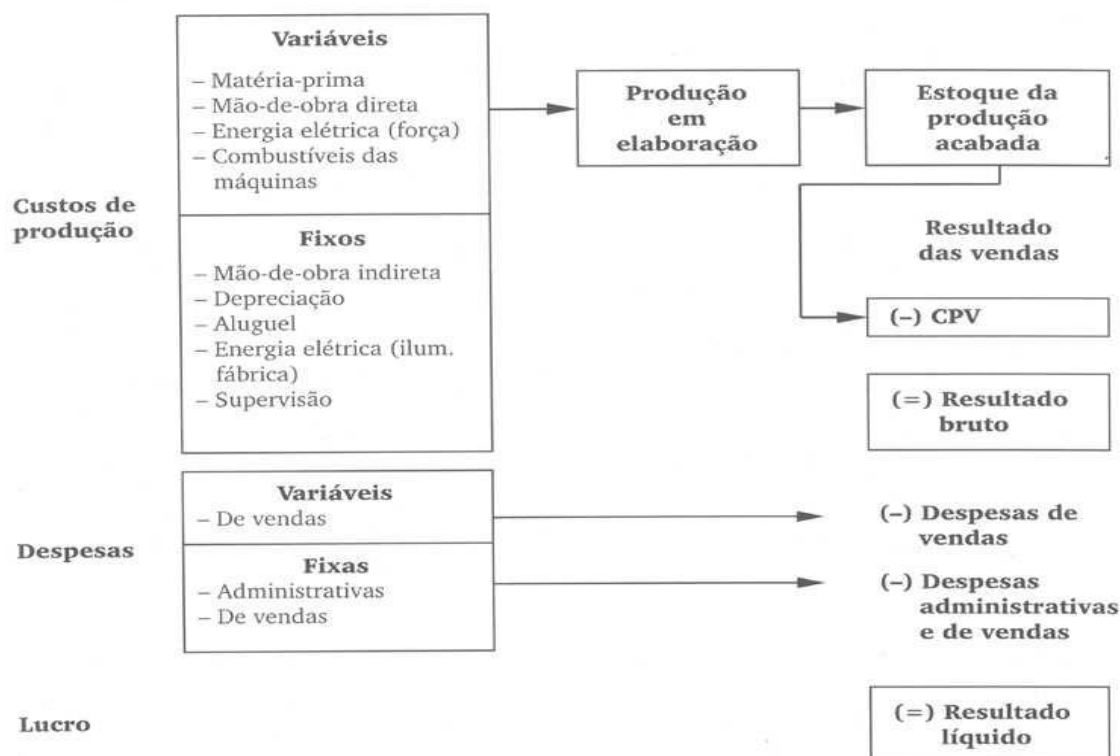 Custos de
produção
Variáveis
– Matéria-prima
– Mão-de-obra direta
– Energia elétrica (força)
– Combustíveis das
máquinas
Fixos
– Mão-de-obra indireta
– Depreciação
– Aluguel
– Energia elétrica (ilum.
fábrica)
– Supervisão
Produção
em
elaboração
Estoque da
produção
acabada
Resultado
das vendas
(–) CPV
(=) Resultado
bruto
Despesas
Variáveis
– De vendas
Fixas
– Administrativas
– De vendas
(–) Despesas de
vendas
(–) Despesas
administrativas
e de vendas
Lucro
(=) Resultado
líquido